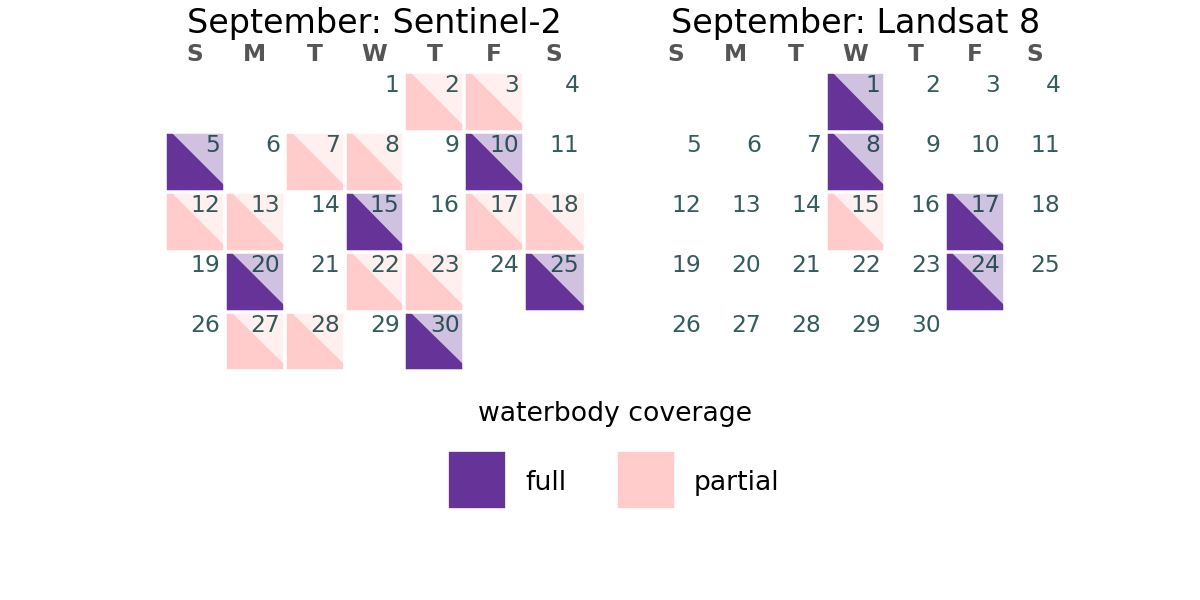 September: Sentinel-2
S M T W T F S
1 2 3 4
5 6 7 8 9 10 11
12 13 14 15 16 17 18
19 20 21 22 23 24 25
26 27 28 29 30
September: Landsat 8
S M T W T F S
1 2 3 4
5 6 7 8 9 10 11
12 13 14 15 16 17 18
19 20 21 22 23 24 25
26 27 28 29 30
waterbody coverage
full partial